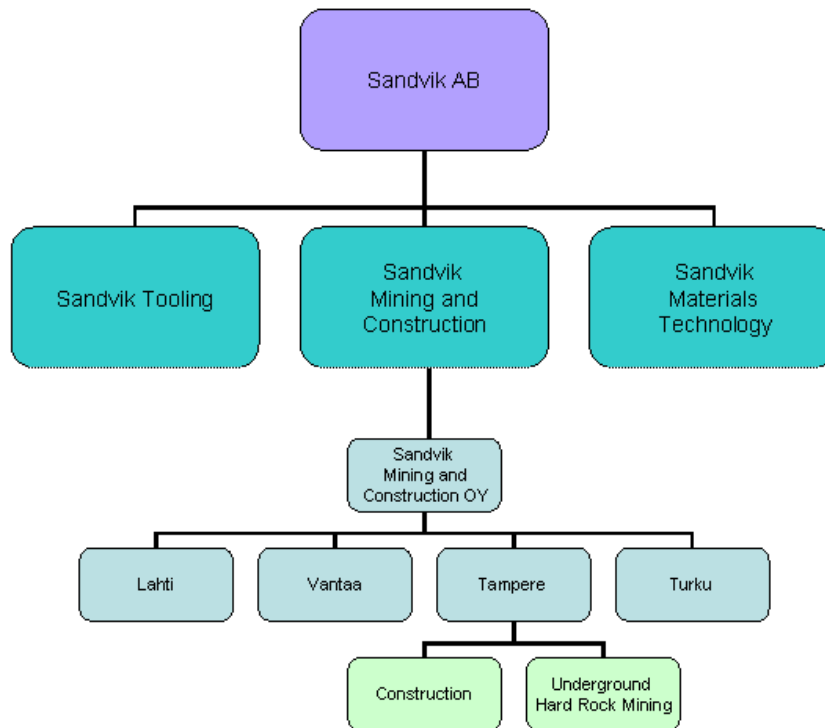 Sandvik AB
Sandvik Tooling
Sandvik
Mining and
Construction
Sandvik
Materials
Technology
Sandvik
Mining and
Construction OY
Lahti
Vantaa
Tampere
Turku
Construction
Underground
Hard Rock Mining